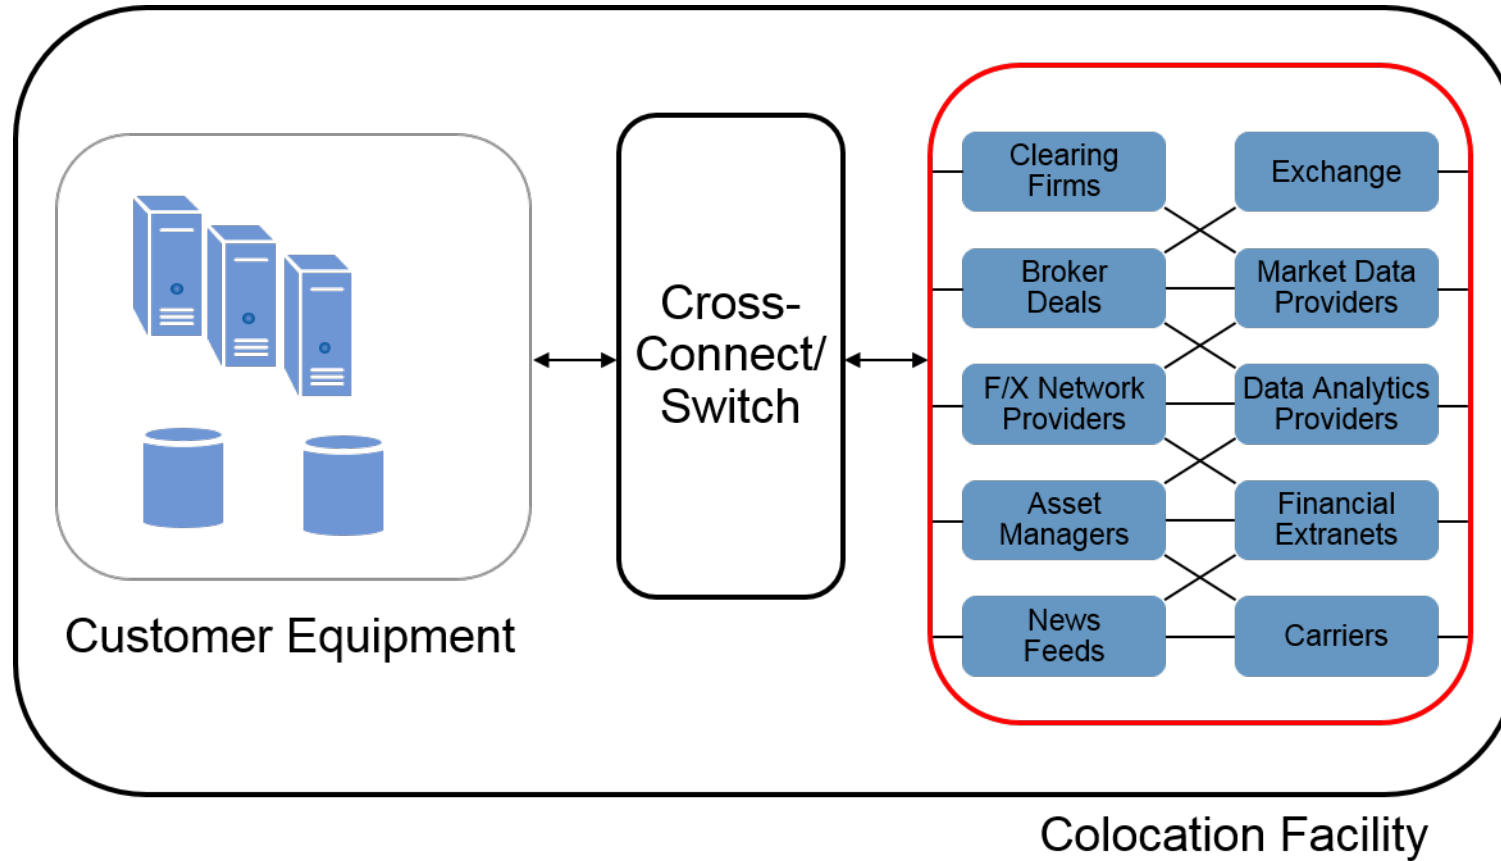 Customer Equipment
Cross-
Connect/
Switch
Clearing
Firms
Exchange
Broker
Deals
Market Data
Providers
F/X Network
Providers
Data Analytics
Providers
Asset
Managers
Financial
Extranets
News
Feeds
Carriers
Colocation Facility